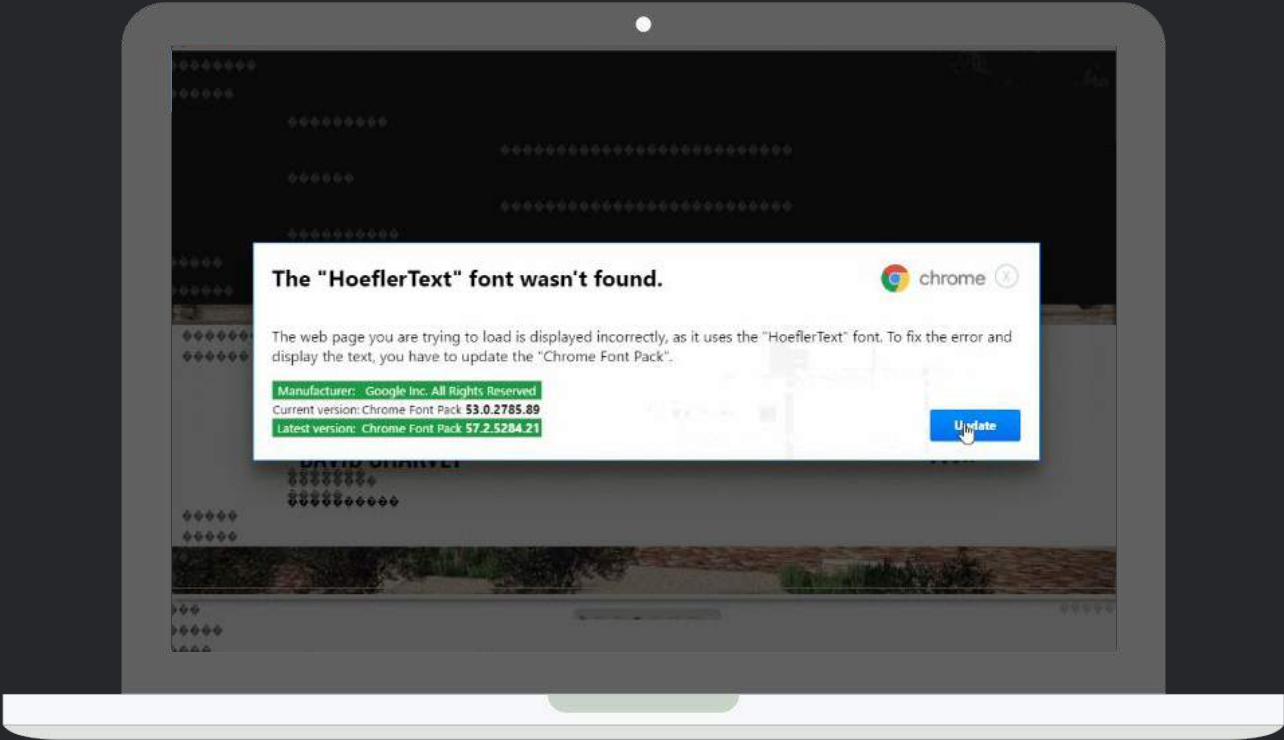 The "HoeflerText" font wasn't found.
chrome
X
The web page you are trying to load is displayed incorrectly, as it uses the "HoeflerText" font. To fix the error and
display the text, you have to update the "Chrome Font Pack".
Manufacturer: Google Inc. All Rights Reserved
Current version: Chrome Font Pack 53.0.2785.89
Latest version: Chrome Font Pack 57.2.5284.21
Update